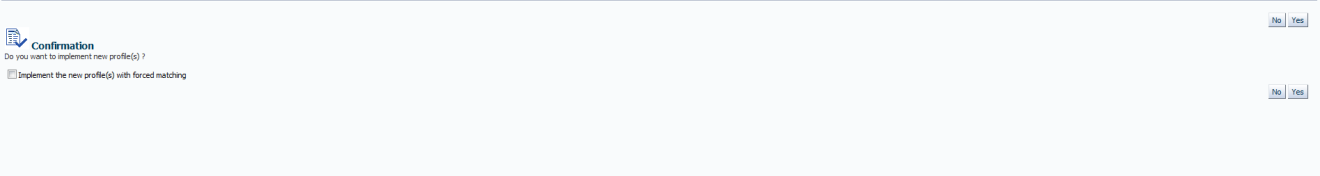 No Yes
Confirmation
Do you want to implement new profile(s) ?
Implement the new profile(s) with forced matching
No Yes